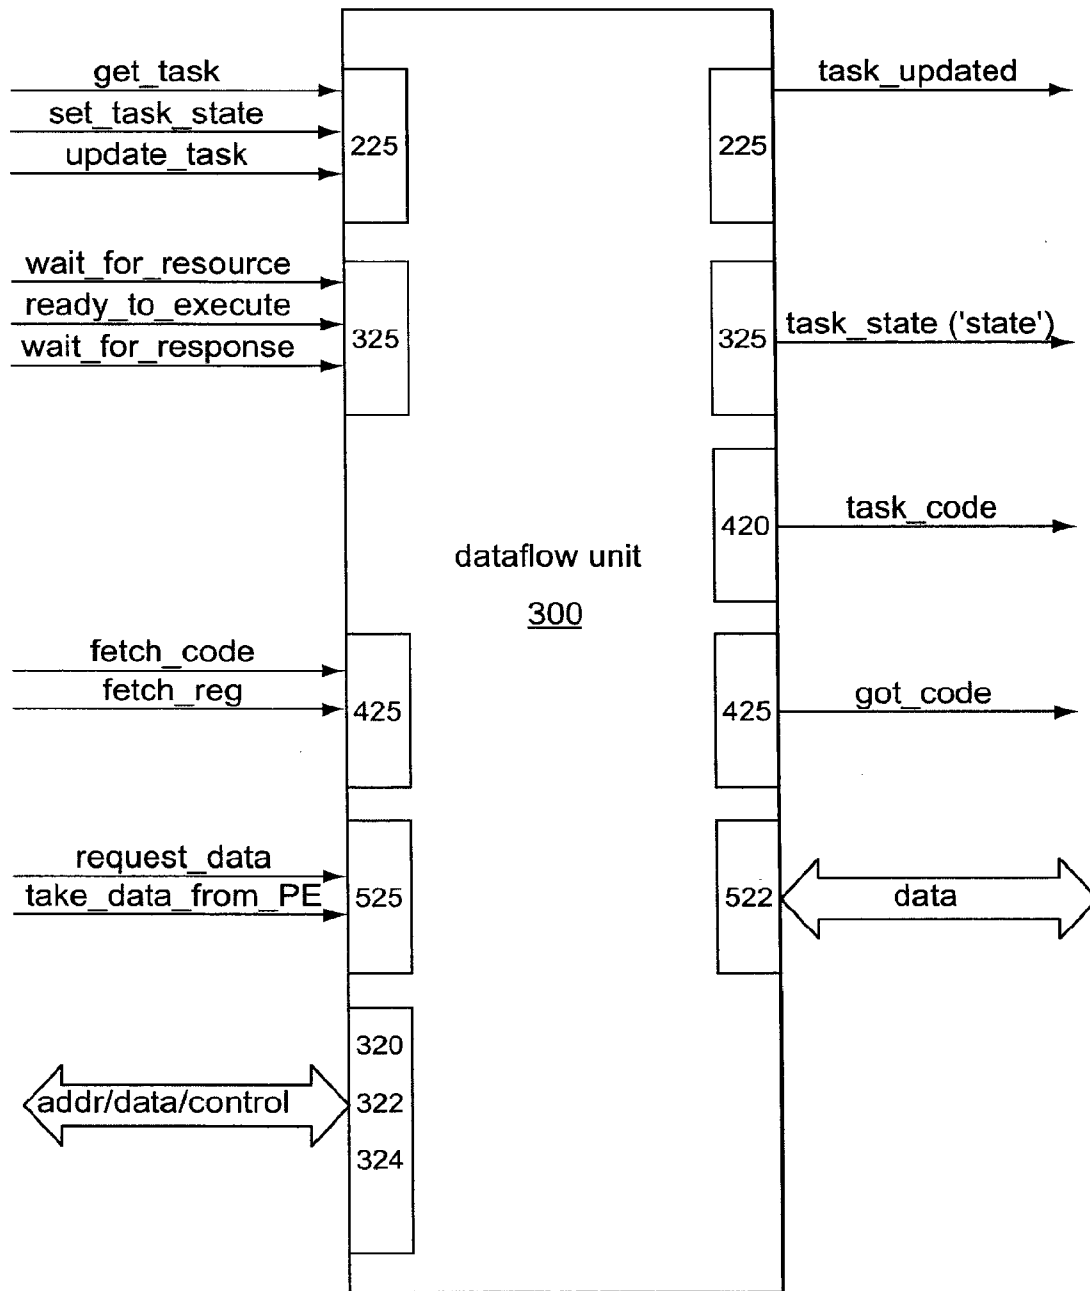 get_task
set_task_state
update_task
225
225
task_updated
wait_for_resource
ready_to_execute
wait_for_response
325
325
task_state ('state')
420
task_code
dataflow unit
300
fetch_code
fetch_reg
425
425
got_code
request_data
take_data_from_PE
525
522
data
320
addr/data/control
322
324